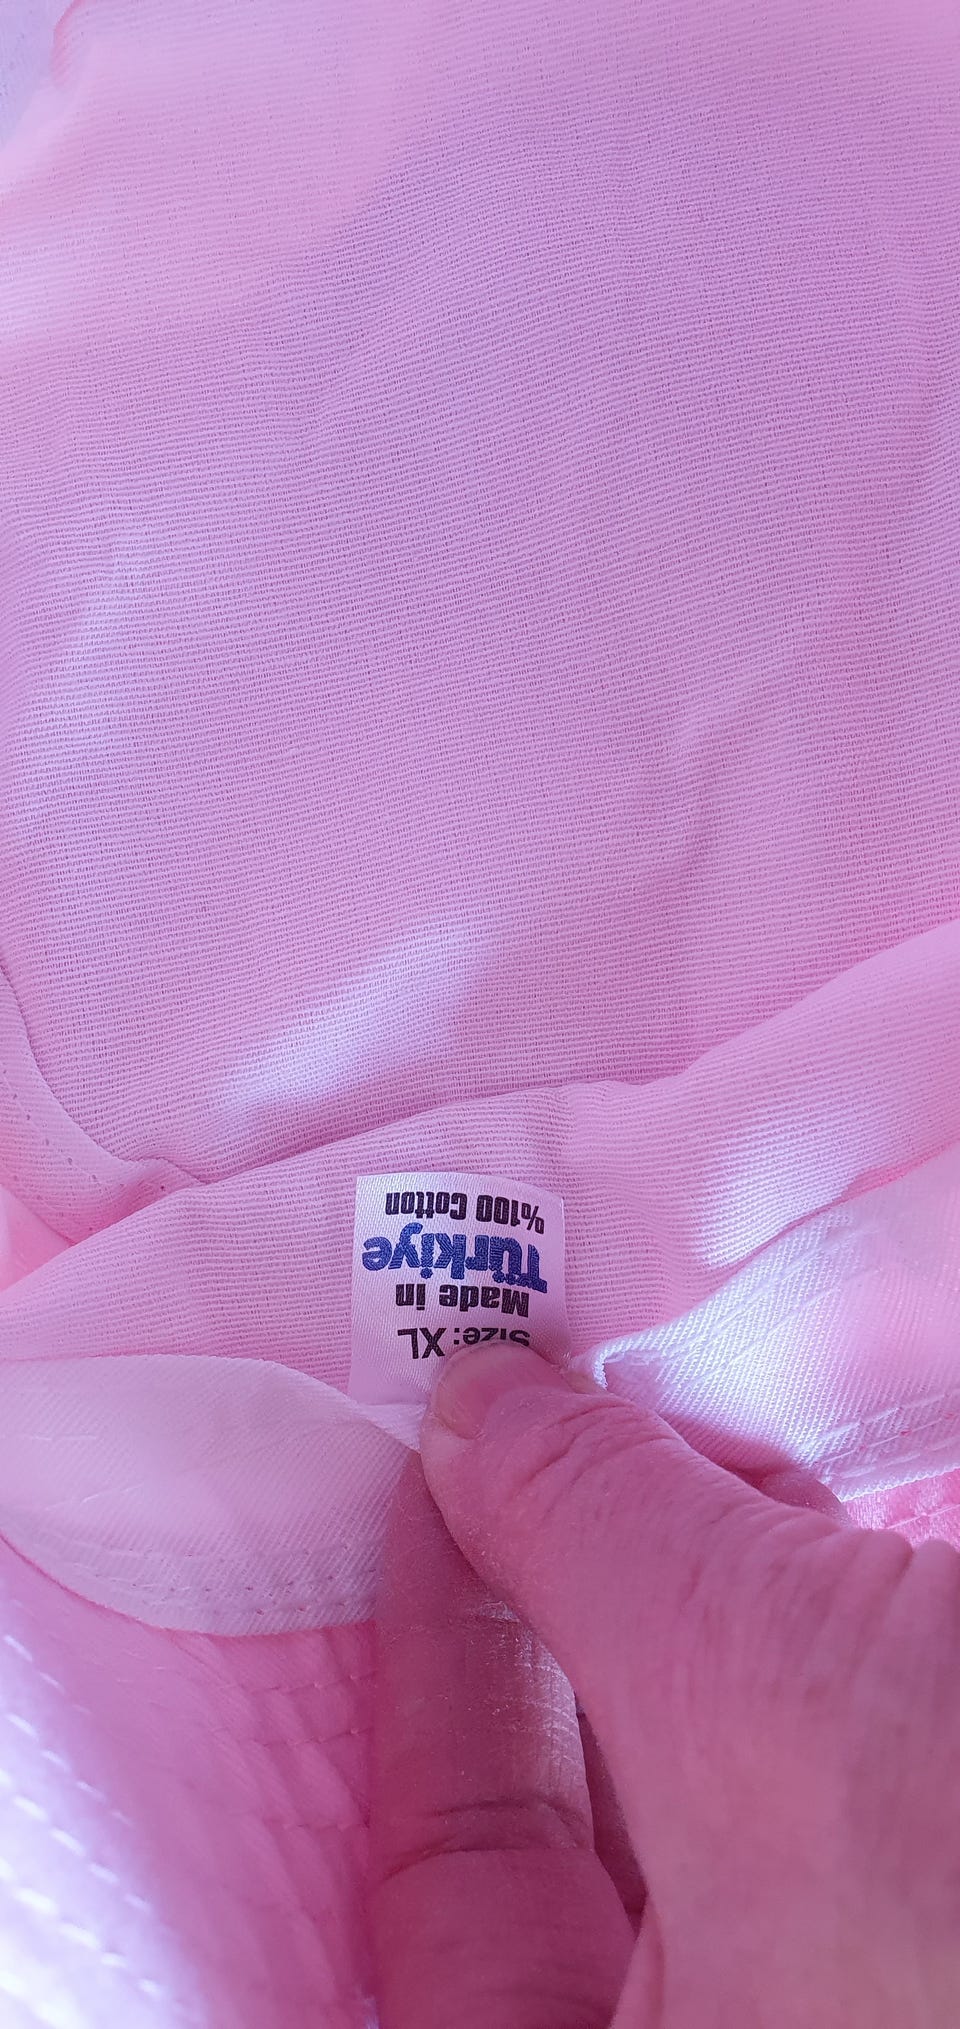 Size: XL
Made in
Türkiye
%100 Cotton